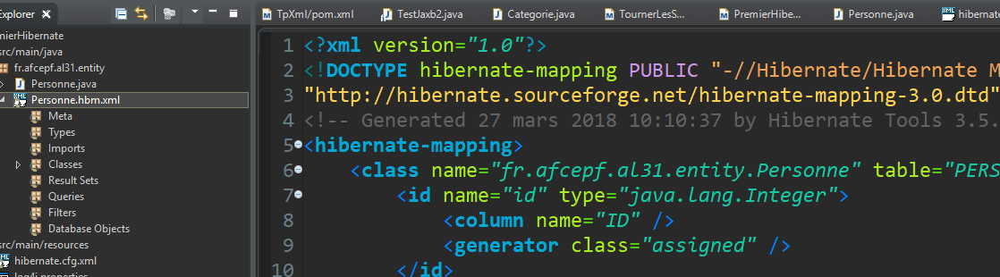 Explorer
TpXml/pom.xml
TestJaxb2.java
Categorie.java
TournerLesS...
PremierHibe...
Personne.java
hibernate
mierHibernate
src/main/java
fr.afcepf.al31.entity
Personne.java
Personne.hbm.xml
Meta
Types
Imports
Classes
Result Sets
Queries
Filters
Database Objects
src/main/resources
hibernate.cfg.xml
log4j.properties
1 <?xml version="1.0"?>
2 <!DOCTYPE hibernate-mapping PUBLIC "-//Hibernate/Hibernate M
3 "http://hibernate.sourceforge.net/hibernate-mapping-3.0.dtd"
4 <!-- Generated 27 mars 2018 10:10:37 by Hibernate Tools 3.5.
5 <hibernate-mapping>
6 <class name="fr.afcepf.al31.entity.Personne" table="PERS
7 <id name="id" type="java.lang.Integer">
8 <column name="ID" />
9 <generator class="assigned" />
10 </id>